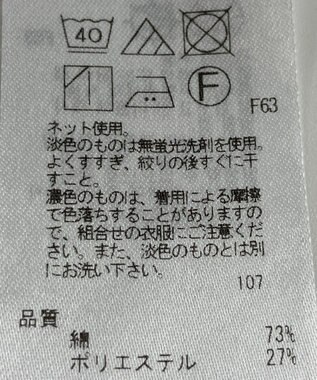 40
F
F63
ネット使用。
淡色のものは無蛍光洗剤を使用。
よくすすぎ、絞りの後すぐに干
すこと。
濃色のものは、着用による摩擦
で色落ちすることがありますの
で、組合せの衣服にご注意くだ
さい。また、淡色のものとは別
にお洗い下さい。
107
品質
綿 73%
ポリエステル 27%